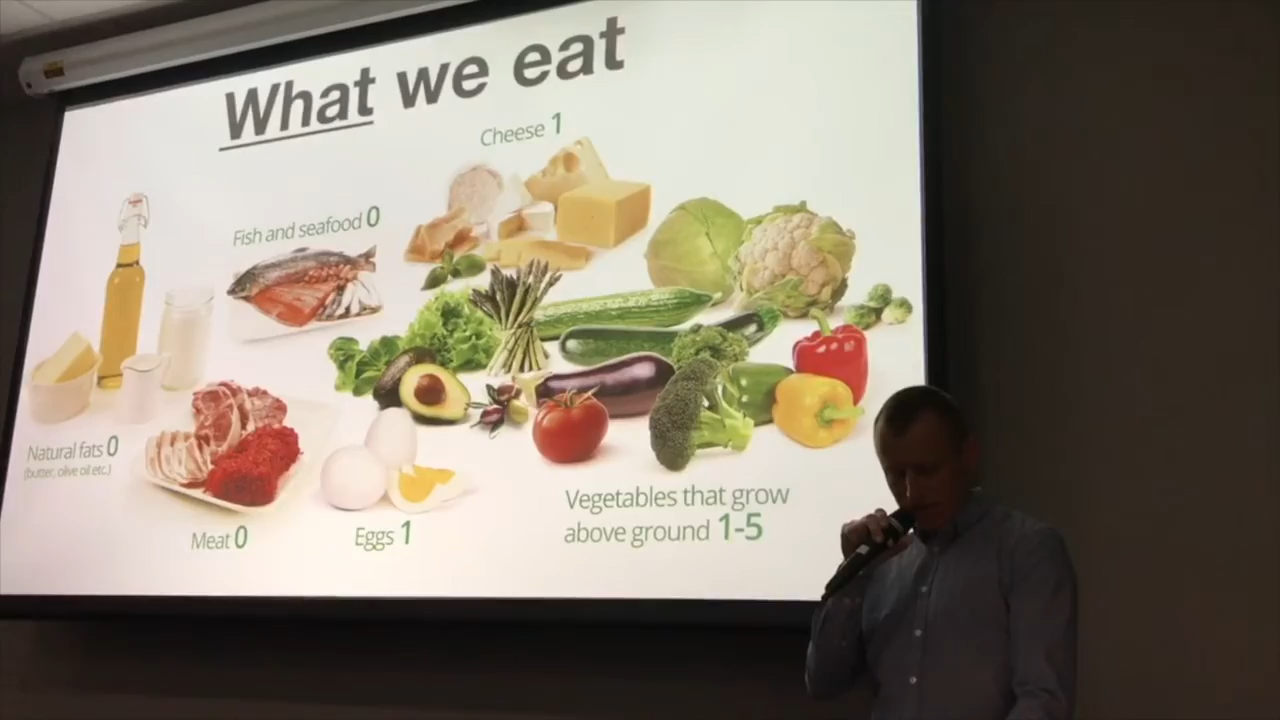 What we eat
Cheese 1
Fish and seafood 0
Natural fats 0
(butter, olive oil etc.)
Meat 0
Eggs 1
Vegetables that grow
above ground 1-5